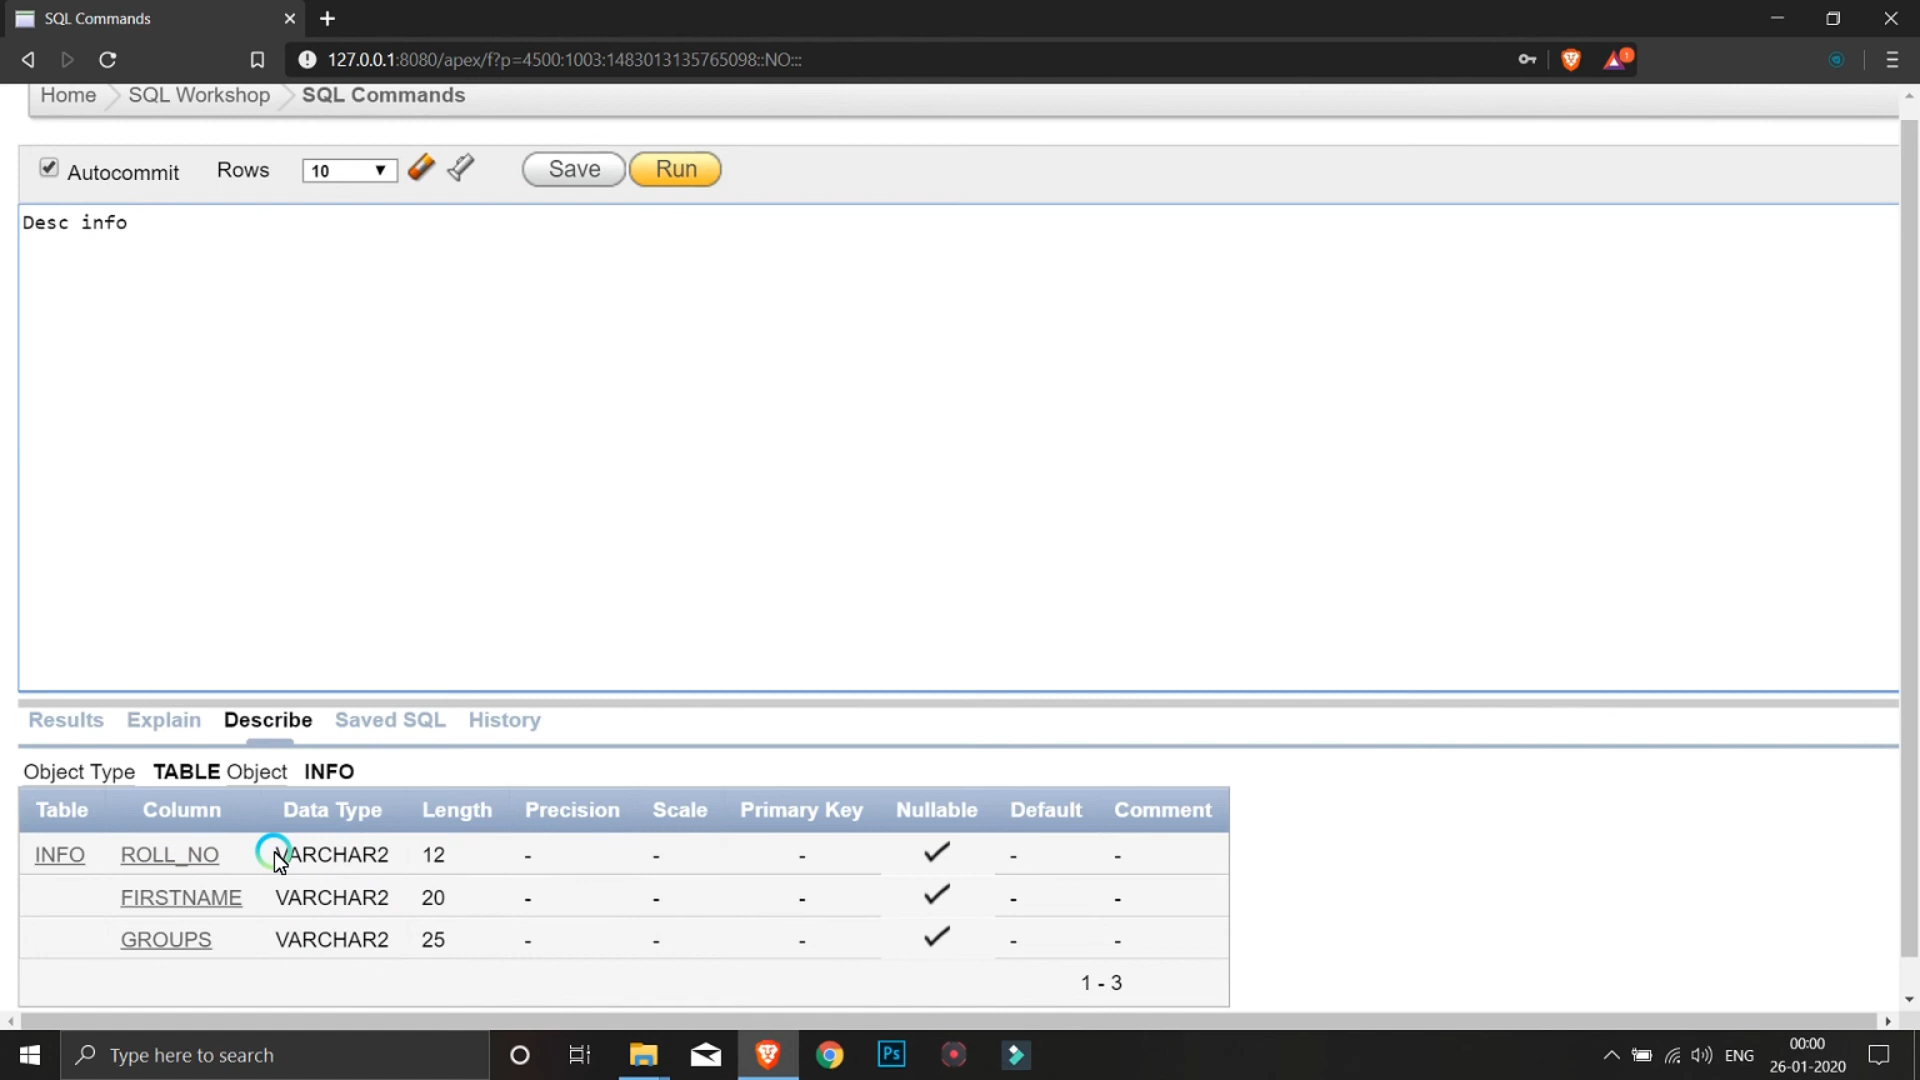 SQL Commands
127.0.0.1:8080/apex/f?p=4500:1003:1483013135765098::NO:::
1
Home SQL Workshop SQL Commands
Autocommit Rows 10 Save Run
Desc info
Results Explain Describe Saved SQL History
Object Type TABLE Object INFO
Table Column Data Type Length Precision Scale Primary Key Nullable Default Comment
INFO ROLL_NO VARCHAR2 12 - - - - -
FIRSTNAME VARCHAR2 20 - - - - -
GROUPS VARCHAR2 25 - - - - -
1 - 3
Type here to search
Ps
ENG
00:00
26-01-2020